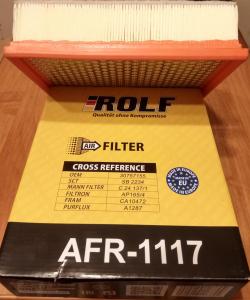 ROLF
Qualität ohne Kompromisse
AIR FILTER
CROSS REFERENCE
OEM 30757155
SCT SB 2234
MANN FILTER C 24 137/1
FILTRON AP165/4
FRAM CA10472
PURFLUX A1287
EU
AFR-1117